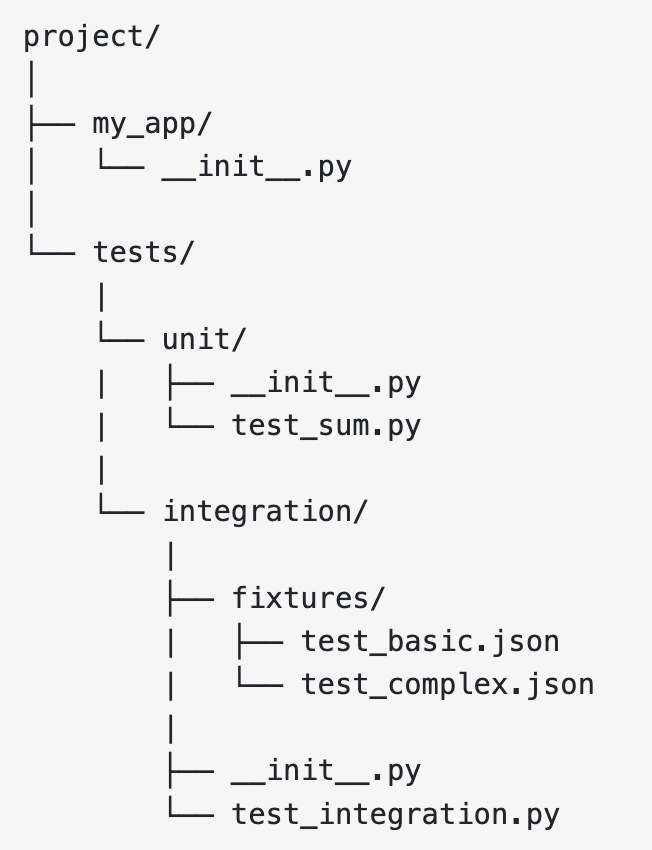 project/
│
├── my_app/
│   └── __init__.py
│
└── tests/
    |
    └── unit/
    |   ├── __init__.py
    |   └── test_sum.py
    |
    └── integration/
        |
        ├── fixtures/
        |   ├── test_basic.json
        |   └── test_complex.json
        |
        ├── __init__.py
        └── test_integration.py